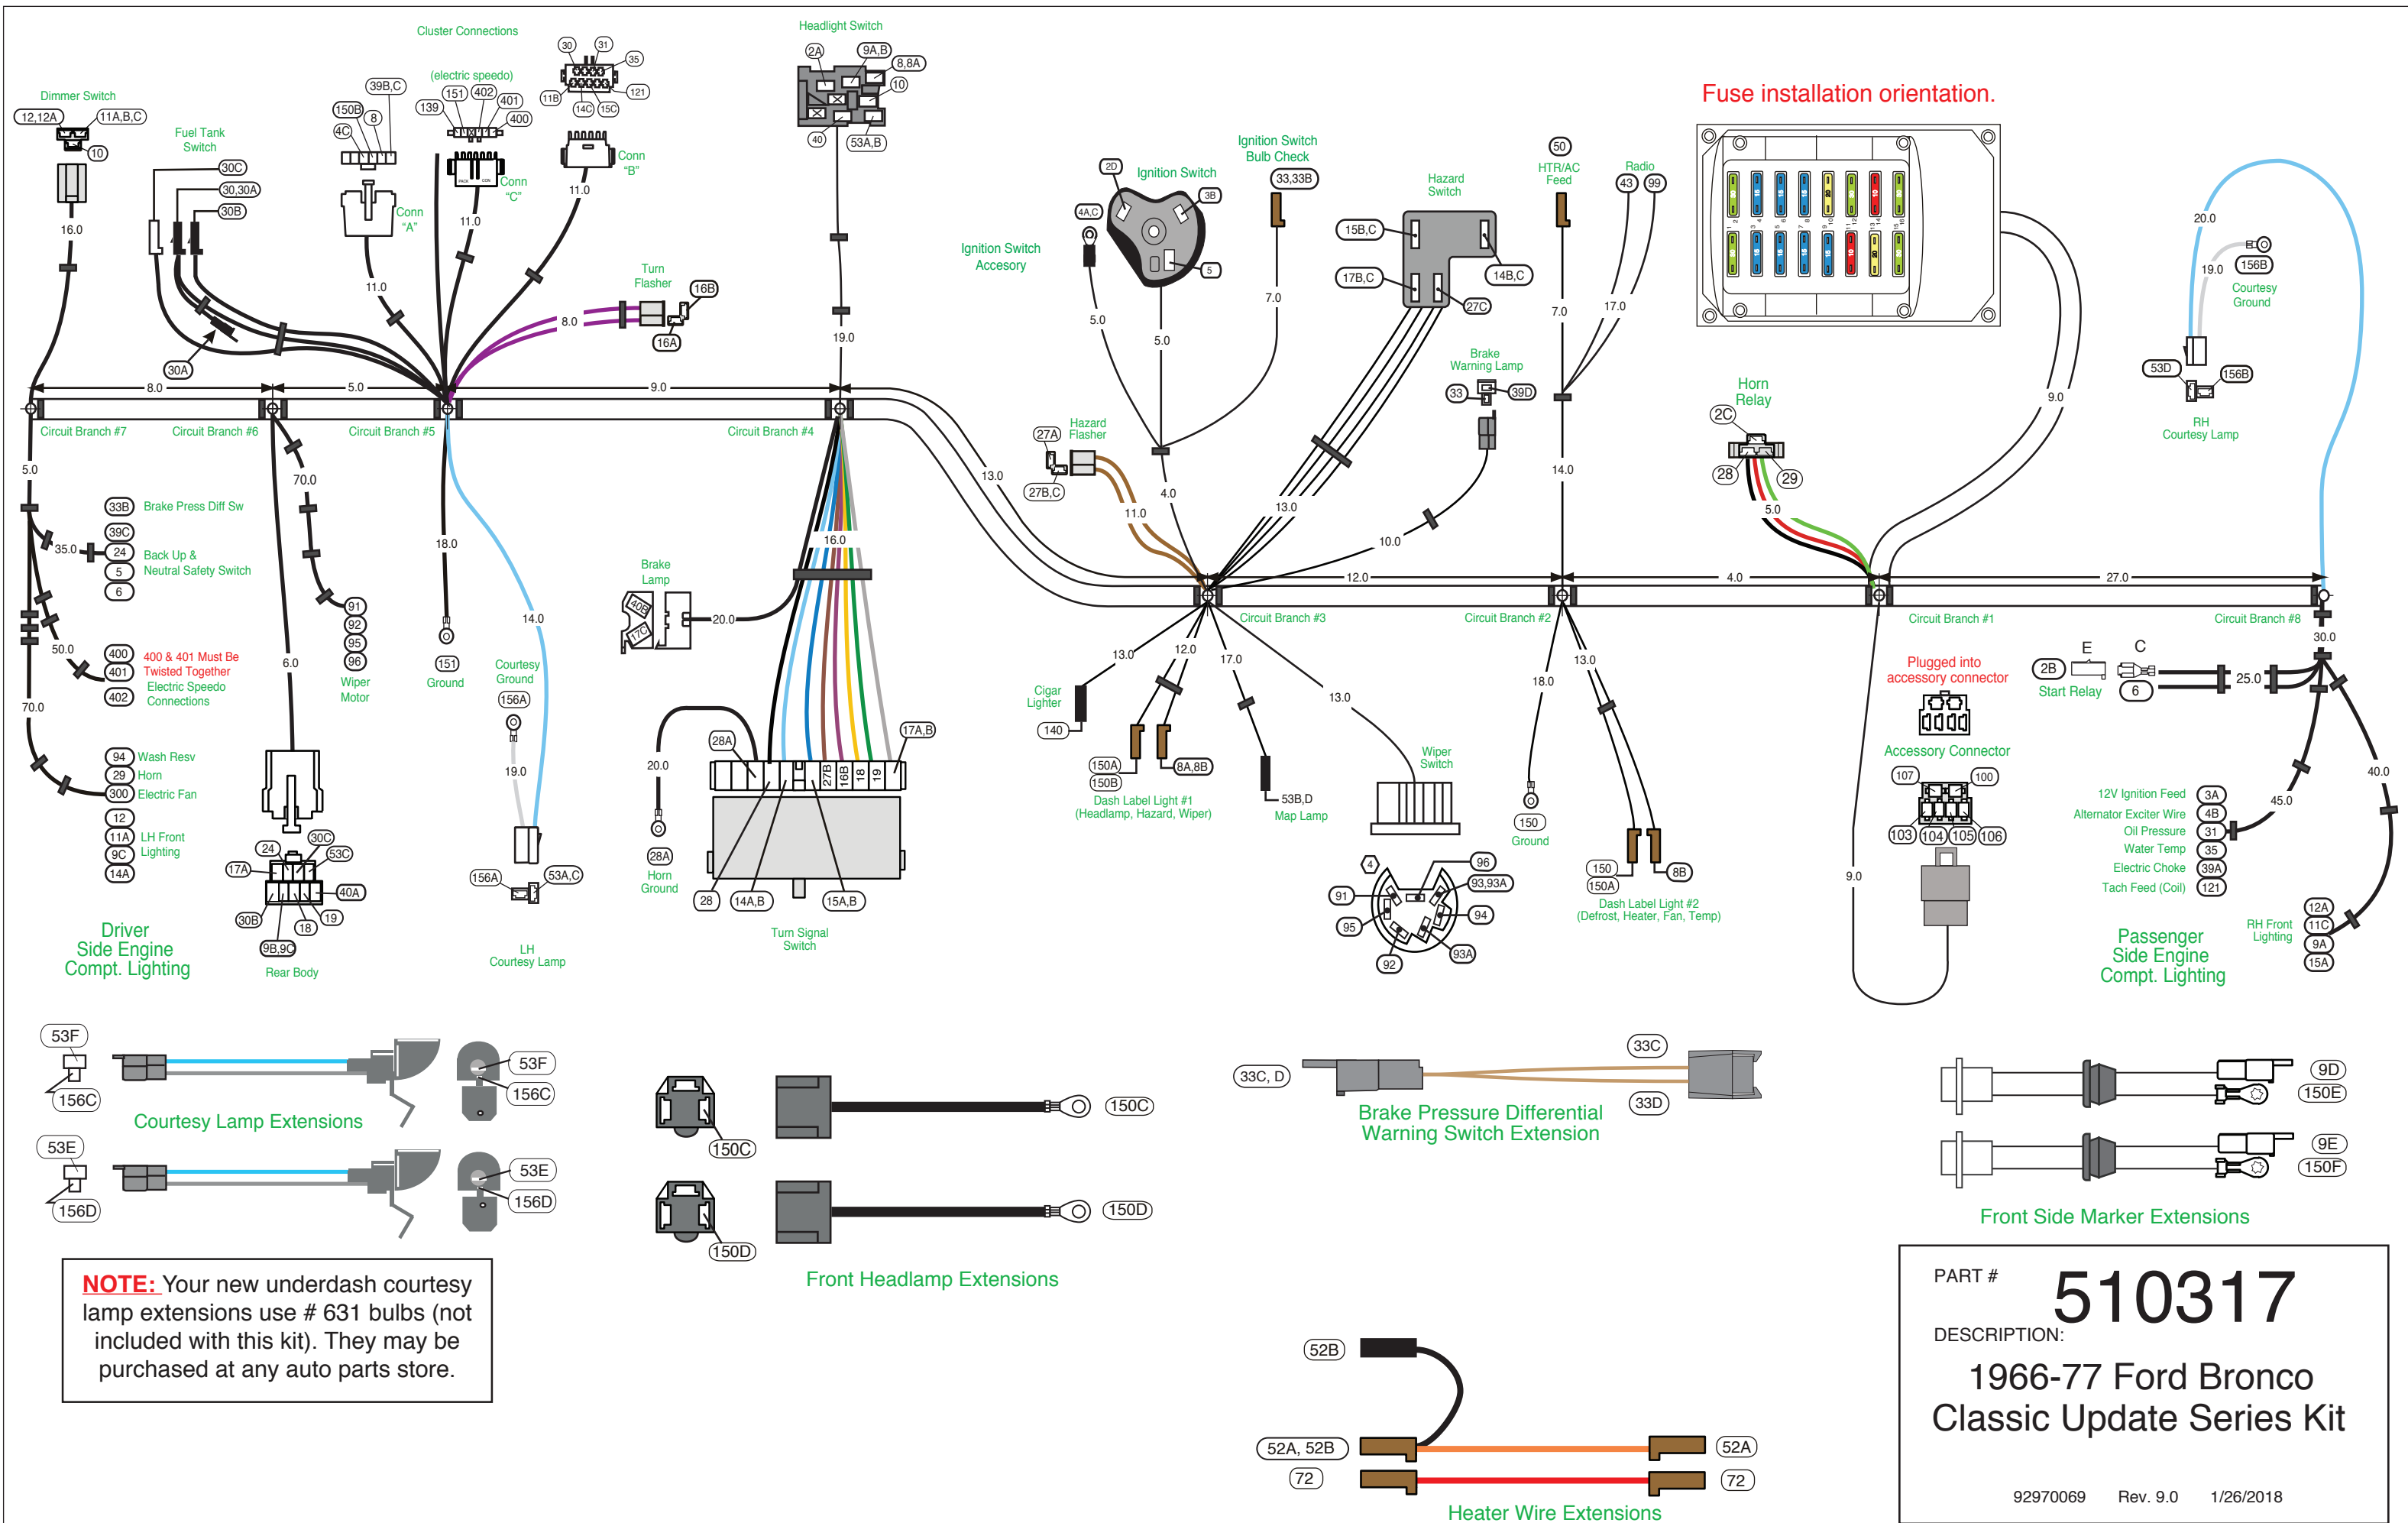 Cluster Connections
(electric speedo)
30
31
35
11B
14C
15C
121
39B,C
150B
8
4C
139
151
402
401
400
Conn
"A"
Conn
"C"
Conn
"B"
11.0
11.0
11.0
Dimmer Switch
12,12A
11A,B,C
10
16.0
Fuel Tank
Switch
30C
30,30A
30B
30A
Turn
Flasher
16B
16A
8.0
Headlight Switch
2A
9A,B
8,8A
10
40
53A,B
19.0
Ignition Switch
2D
3B
5
4A,C
Ignition Switch
Accesory
5.0
5.0
4.0
Ignition Switch
Bulb Check
33,33B
7.0
Hazard
Switch
15B,C
14B,C
17B,C
27C
13.0
50
HTR/AC
Feed
7.0
Radio
43
99
17.0
14.0
Brake
Warning Lamp
33
39D
10.0
Hazard
Flasher
27A
27B,C
11.0
Fuse installation orientation.
Horn
Relay
2C
28
29
5.0
9.0
20.0
19.0
156B
Courtesy
Ground
53D
156B
RH
Courtesy Lamp
8.0
5.0
9.0
13.0
12.0
4.0
27.0
Circuit Branch #7
Circuit Branch #6
Circuit Branch #5
Circuit Branch #4
Circuit Branch #3
Circuit Branch #2
Circuit Branch #1
Circuit Branch #8
5.0
33B Brake Press Diff Sw
39C
24
5
6
Back Up &
Neutral Safety Switch
35.0
50.0
400
401
402
400 & 401 Must Be
Twisted Together
Electric Speedo
Connections
70.0
94 Wash Resv
29 Horn
300 Electric Fan
12
11A
9C
14A
LH Front
Lighting
Driver
Side Engine
Compt. Lighting
70.0
91
92
95
96
Wiper
Motor
6.0
24
30C
53C
17A
40A
30B
19
18
9B,9C
Rear Body
18.0
151
Ground
14.0
Courtesy
Ground
156A
19.0
156A
53A,C
LH
Courtesy Lamp
Brake
Lamp
40B
17C
20.0
16.0
20.0
28A
Horn
Ground
28A
27B
16B
18
19
17A,B
28
14A,B
15A,B
Turn Signal
Switch
13.0
Cigar
Lighter
140
12.0
150A
150B
8A,8B
Dash Label Light #1
(Headlamp, Hazard, Wiper)
17.0
53B,D
Map Lamp
13.0
Wiper
Switch
4
96
93,93A
91
94
95
93A
92
18.0
150
Ground
13.0
150
150A
8B
Dash Label Light #2
(Defrost, Heater, Fan, Temp)
Plugged into
accessory connector
Accessory Connector
107
100
103
104
105
106
9.0
30.0
E
C
2B
6
Start Relay
25.0
45.0
40.0
12V Ignition Feed 3A
Alternator Exciter Wire 4B
Oil Pressure 31
Water Temp 35
Electric Choke 39A
Tach Feed (Coil) 121
12A
11C
9A
15A
RH Front
Lighting
Passenger
Side Engine
Compt. Lighting
53F
156C
53F
156C
Courtesy Lamp Extensions
53E
156D
53E
156D
150C
150C
150D
150D
Front Headlamp Extensions
33C, D
33C
33D
Brake Pressure Differential
Warning Switch Extension
9D
150E
9E
150F
Front Side Marker Extensions
NOTE: Your new underdash courtesy
lamp extensions use # 631 bulbs (not
included with this kit). They may be
purchased at any auto parts store.
52B
52A, 52B
52A
72
72
Heater Wire Extensions
PART #
510317
DESCRIPTION:
1966-77 Ford Bronco
Classic Update Series Kit
92970069 Rev. 9.0 1/26/2018